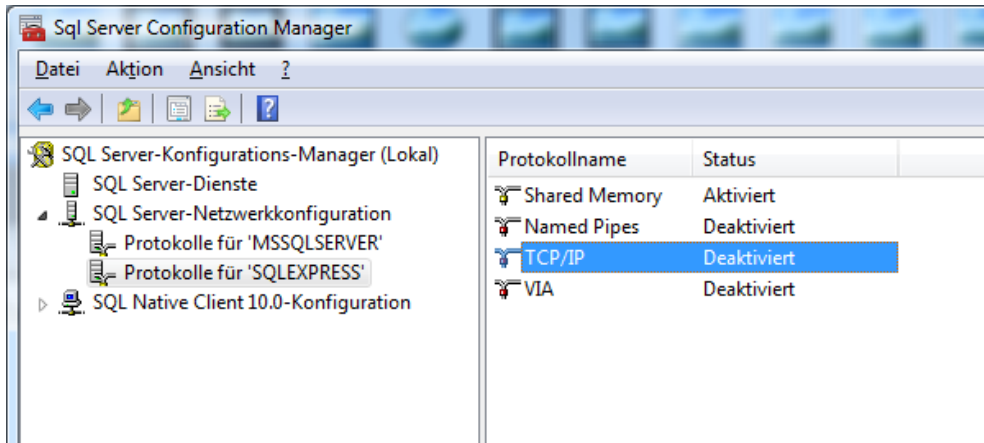 Sql Server Configuration Manager
Datei Aktion Ansicht ?
SQL Server-Konfigurations-Manager (Lokal)
SQL Server-Dienste
SQL Server-Netzwerkkonfiguration
Protokolle für 'MSSQLSERVER'
Protokolle für 'SQLEXPRESS'
SQL Native Client 10.0-Konfiguration
Protokollname Status
Shared Memory Aktiviert
Named Pipes Deaktiviert
TCP/IP Deaktiviert
VIA Deaktiviert